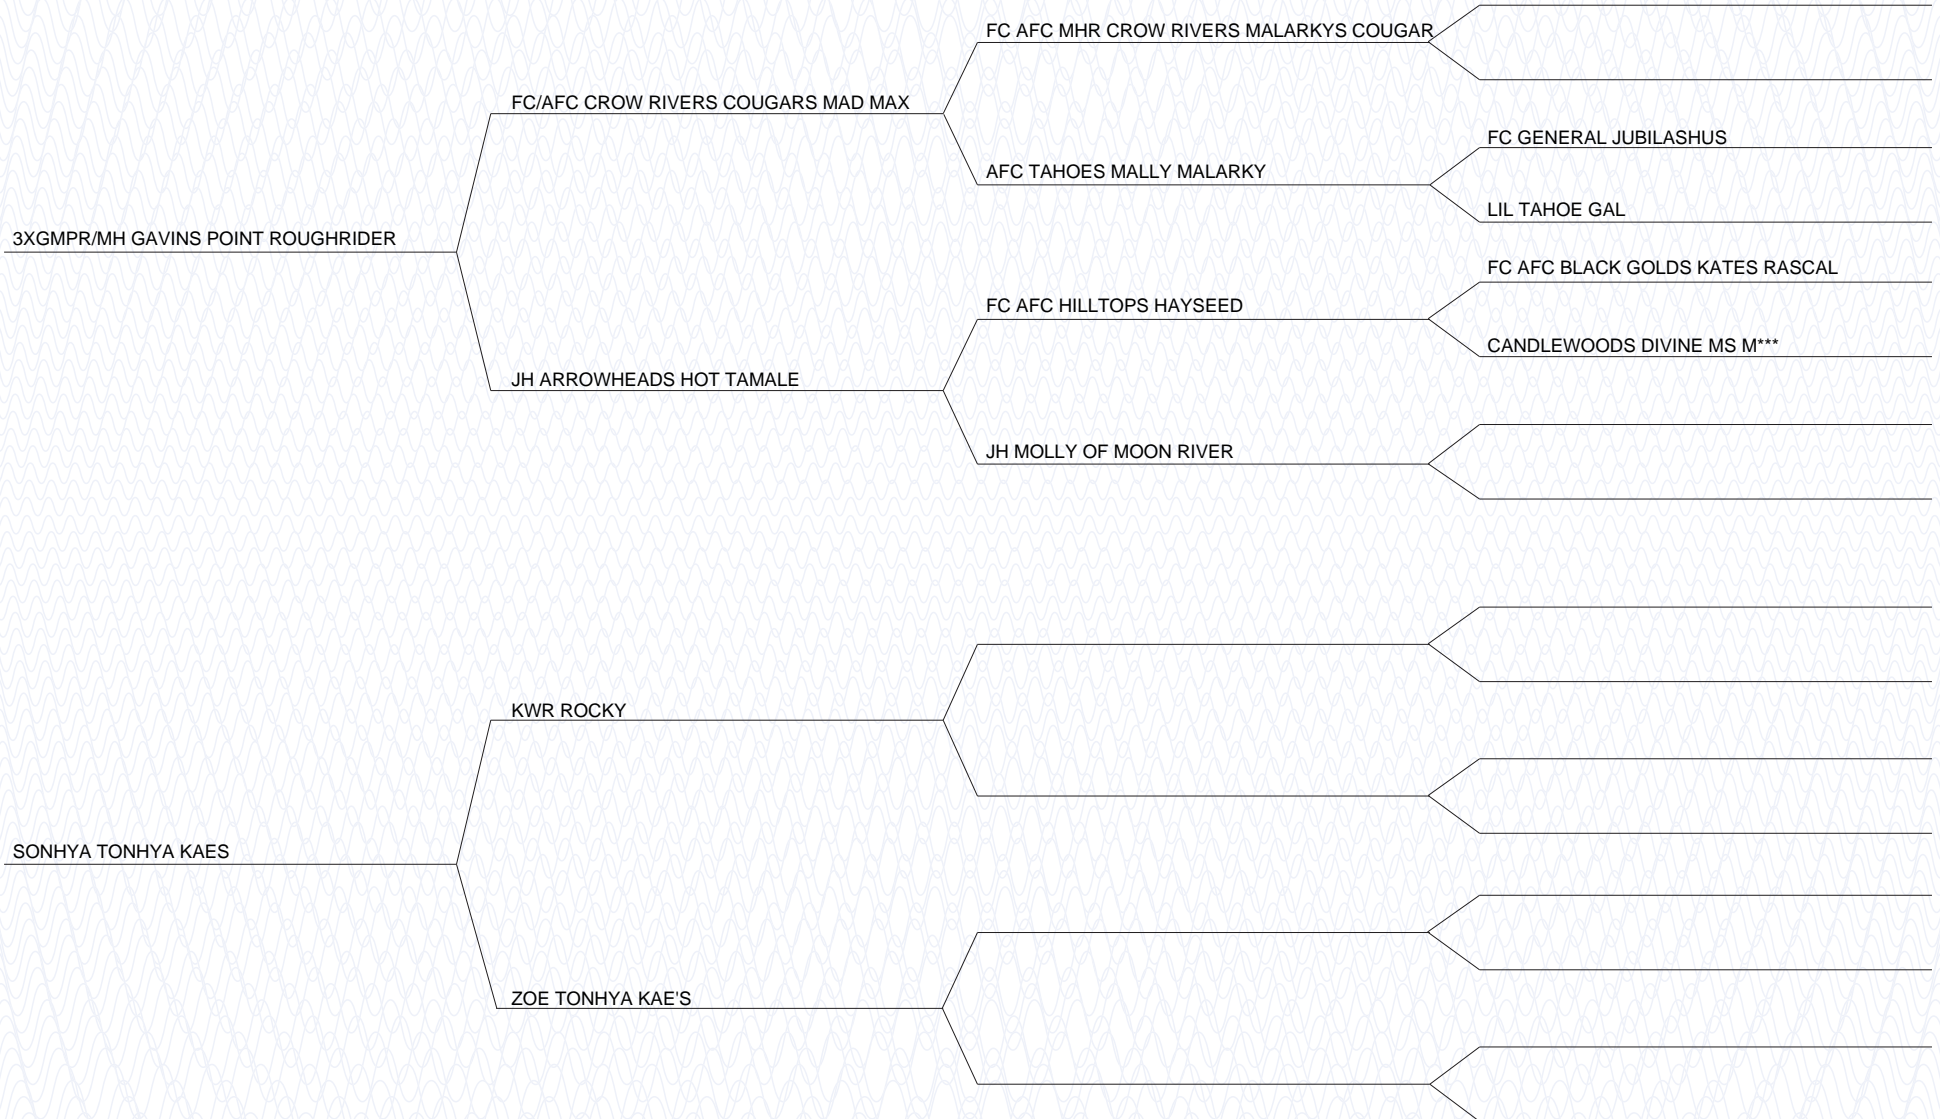 FC AFC MHR CROW RIVERS MALARKYS COUGAR
FC/AFC CROW RIVERS COUGARS MAD MAX
FC GENERAL JUBILASHUS
AFC TAHOES MALLY MALARKY
LIL TAHOE GAL
3XGMPR/MH GAVINS POINT ROUGHRIDER
FC AFC BLACK GOLDS KATES RASCAL
FC AFC HILLTOPS HAYSEED
CANDLEWOODS DIVINE MS M***
JH ARROWHEADS HOT TAMALE
JH MOLLY OF MOON RIVER
KWR ROCKY
SONHYA TONHYA KAES
ZOE TONHYA KAE'S